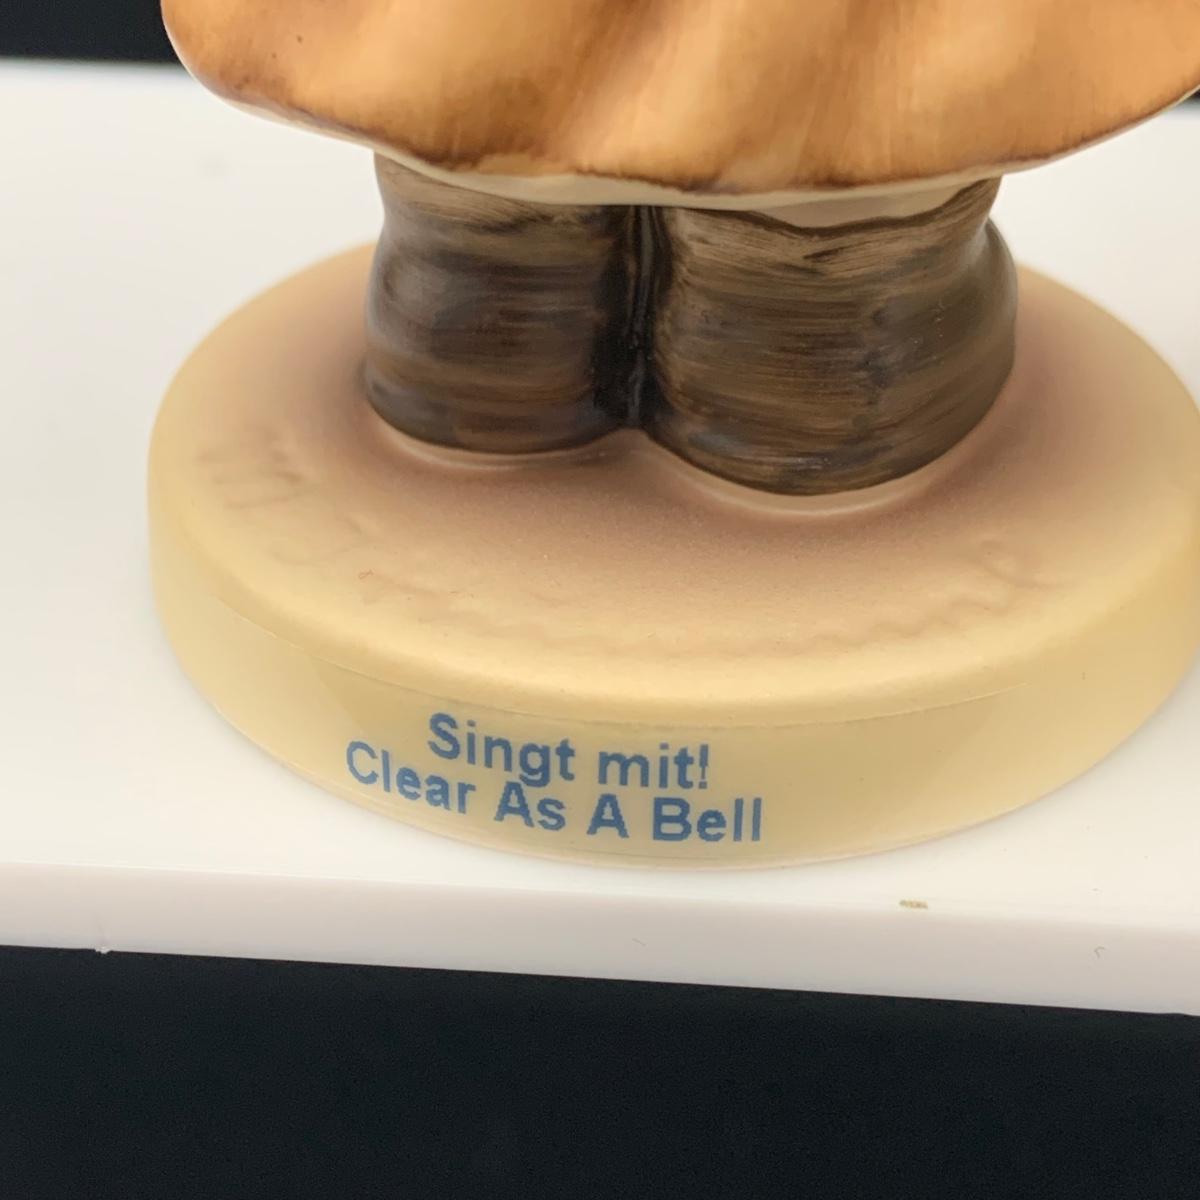 Singt mit!
Clear As A Bell